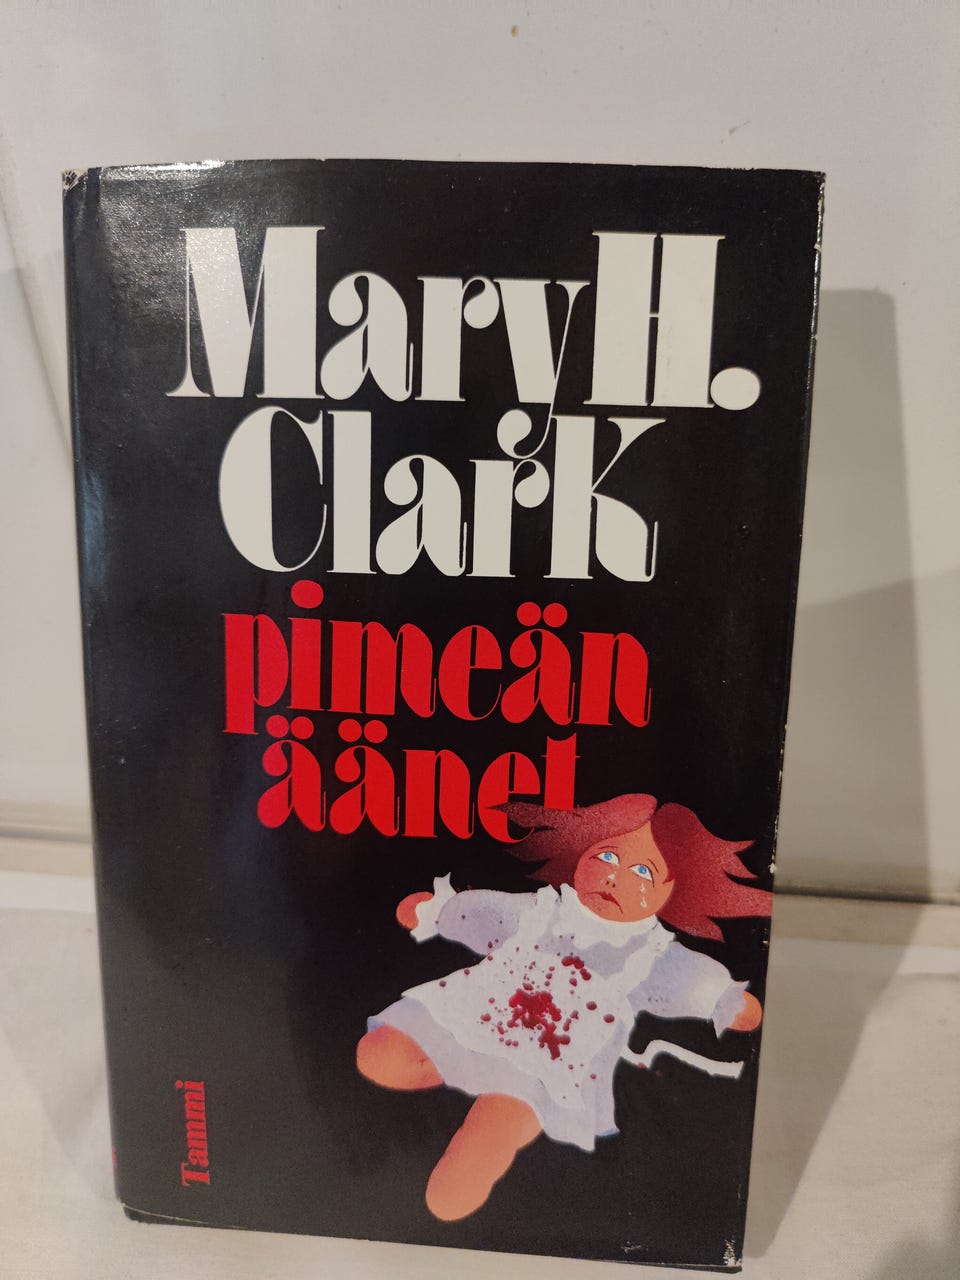 Mary H.
Clark
pimeän
äänet
Tammi